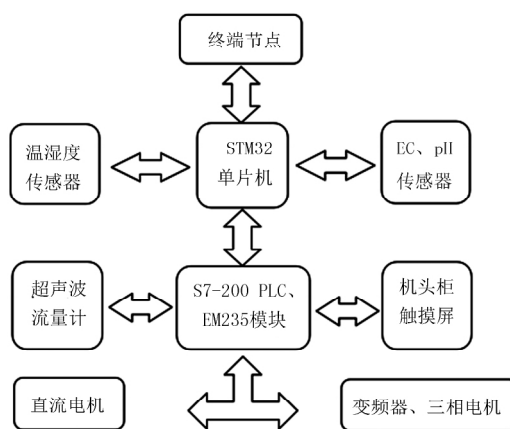 终端节点
温湿度
传感器
STM32
单片机
EC、pII
传感器
超声波
流量计
S7-200 PLC、
EM235模块
机头柜
触摸屏
直流电机
变频器、三相电机